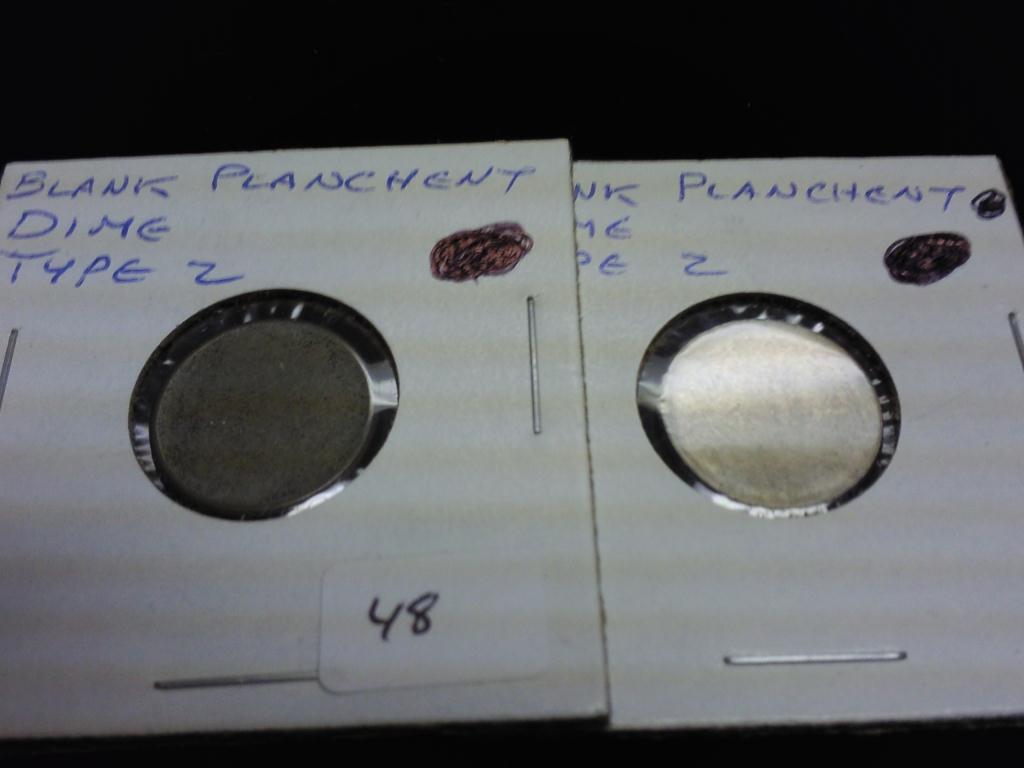 BLANK PLANCHENT
DIME
TYPE 2
48
NK PLANCHENT
ME
PE 2